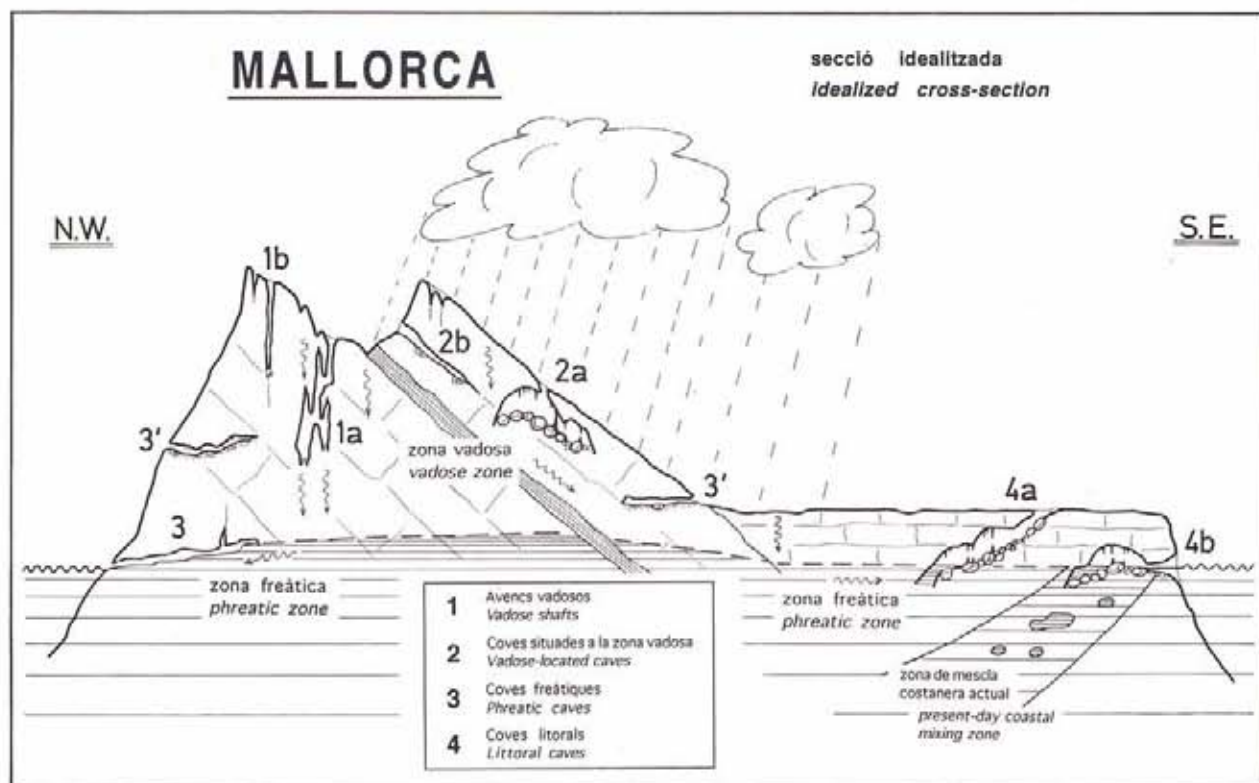 MALLORCA
secció idealitzada
idealized cross-section
N.W.
S.E.
1b
2b
2a
1a
3'
zona vadosa
vadose zone
3'
4a
3
4b
zona freàtica
phreatic zone
zona freàtica
phreatic zone
1 Avencs vadosos
Vadose shafts
2 Coves situades a la zona vadosa
Vadose-located caves
3 Coves freàtiques
Phreatic caves
4 Coves litorals
Littoral caves
zona de mescla
costanera actual
present-day coastal
mixing zone